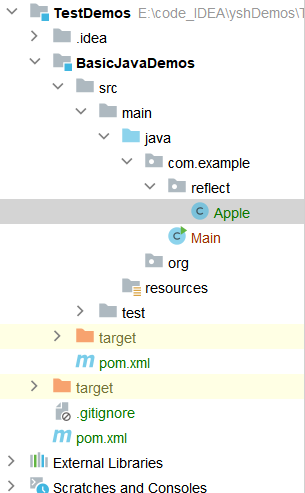 TestDemos E:\code_IDEA\yshDemos\T
.idea
BasicJavaDemos
src
main
java
com.example
reflect
C Apple
C Main
org
resources
test
target
m pom.xml
target
.gitignore
m pom.xml
External Libraries
Scratches and Consoles